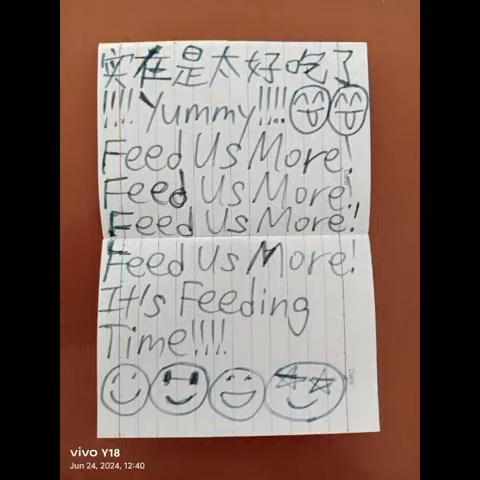 实在是太好吃了
!!!! Yummy!!!!
Feed Us More!
Feed Us More!
Feed Us More!
Feed Us More!
It's Feeding
Time!!!!
vivo Y18
Jun 24, 2024, 12:40